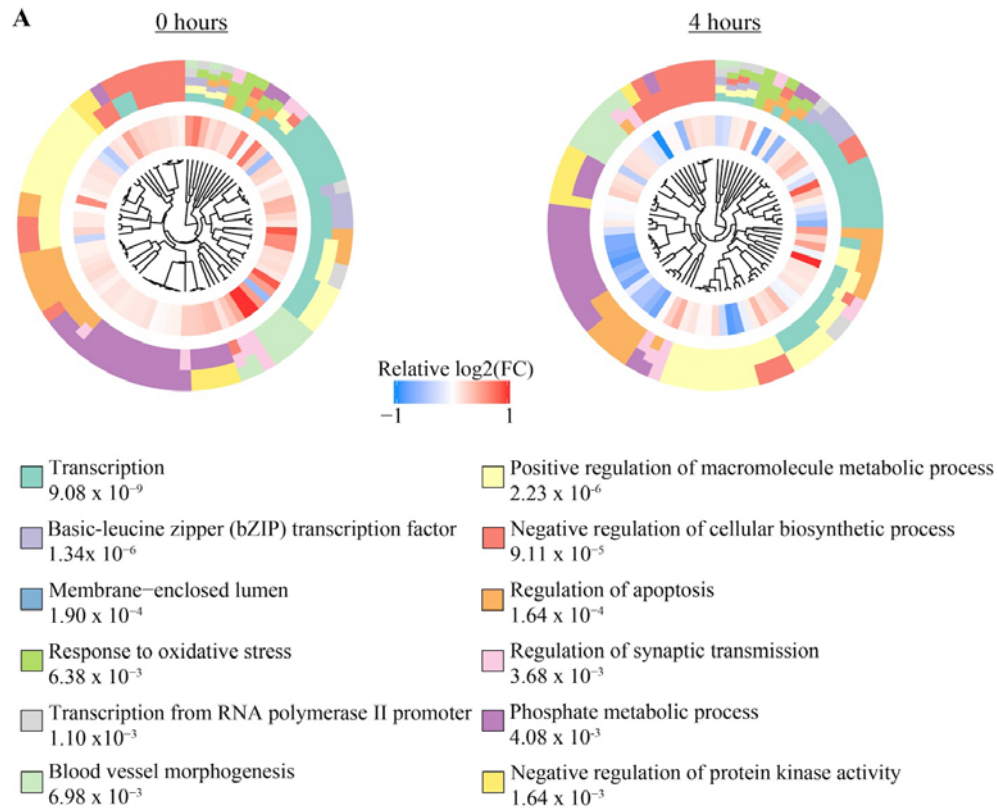 A
0 hours
4 hours
Relative log2(FC)
−1
1
Transcription
9.08 x 10⁻⁹
Basic-leucine zipper (bZIP) transcription factor
1.34x 10⁻⁶
Membrane−enclosed lumen
1.90 x 10⁻⁴
Response to oxidative stress
6.38 x 10⁻³
Transcription from RNA polymerase II promoter
1.10 x10⁻³
Blood vessel morphogenesis
6.98 x 10⁻³
Positive regulation of macromolecule metabolic process
2.23 x 10⁻⁶
Negative regulation of cellular biosynthetic process
9.11 x 10⁻⁵
Regulation of apoptosis
1.64 x 10⁻⁴
Regulation of synaptic transmission
3.68 x 10⁻³
Phosphate metabolic process
4.08 x 10⁻³
Negative regulation of protein kinase activity
1.64 x 10⁻³